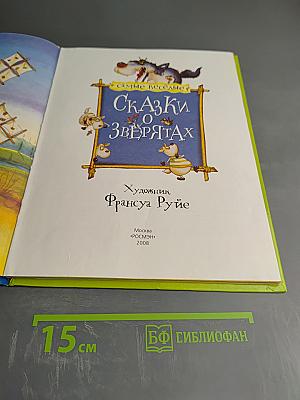 Самые весёлые
Сказки
о
зверятах
Художник
Франсуа Руйе
Москва
«РОСМЭН»
2008
15 см
БФ БИБЛИОФАН